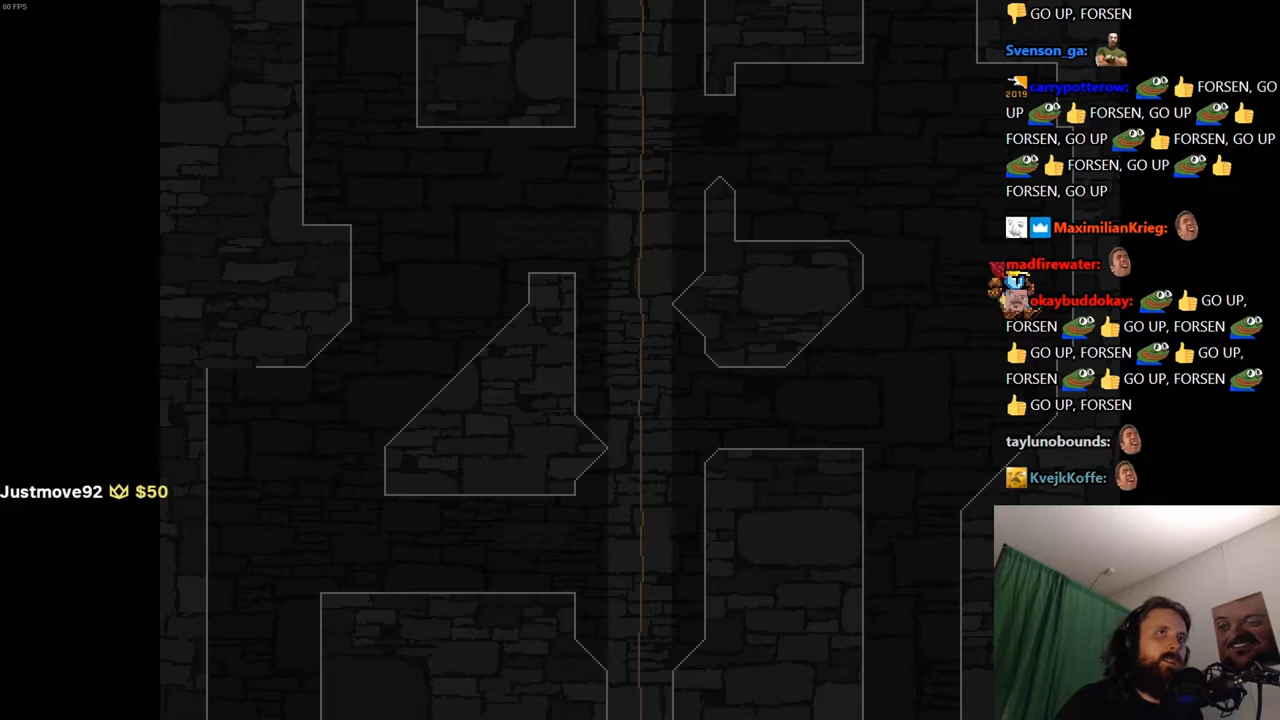 60 FPS
GO UP, FORSEN
Svenson_ga:
2019 carrypotterow: FORSEN, GO
UP FORSEN, GO UP
FORSEN, GO UP FORSEN, GO UP
FORSEN, GO UP
FORSEN, GO UP
MaximilianKrieg:
madfirewater:
okaybuddokay: GO UP,
FORSEN GO UP, FORSEN
GO UP, FORSEN GO UP,
FORSEN GO UP, FORSEN
GO UP, FORSEN
taylunobounds:
KvejkKoffe:
Justmove92 $50